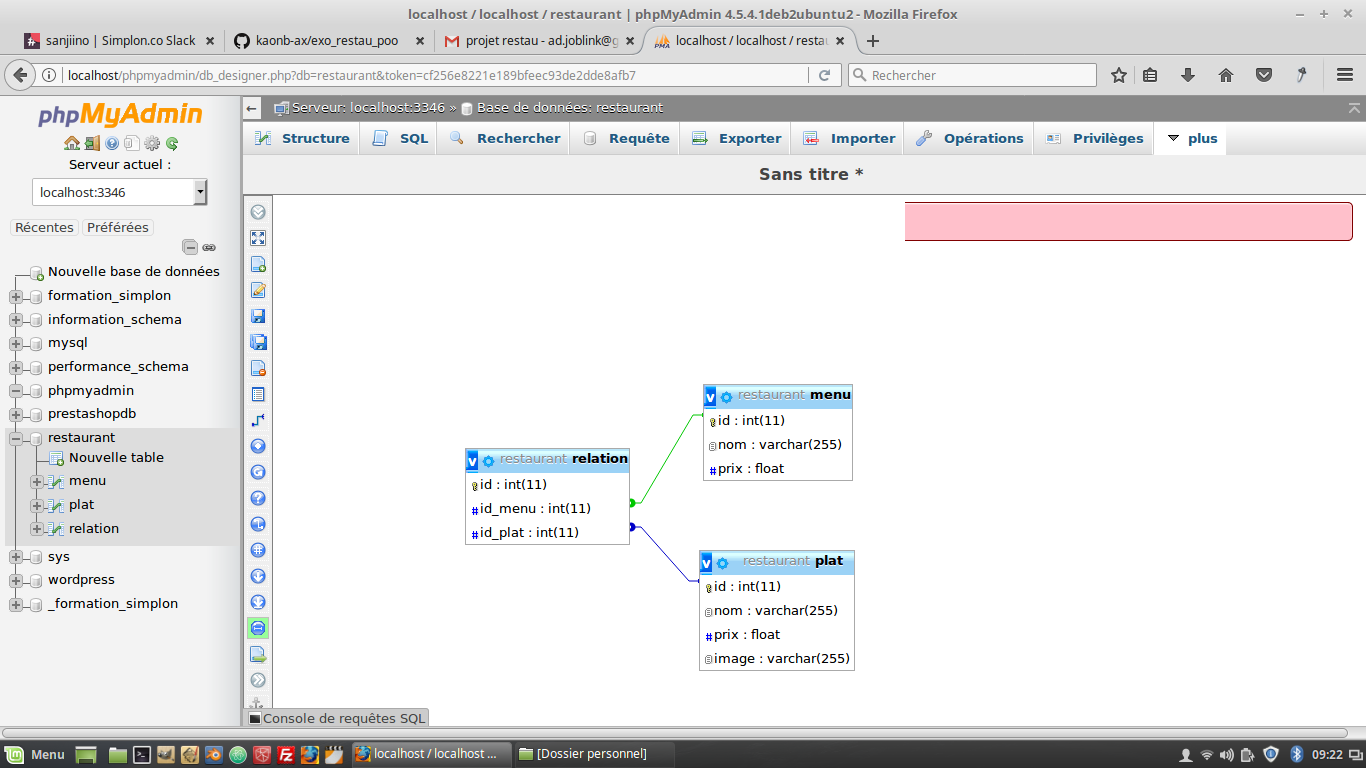 localhost / localhost / restaurant | phpMyAdmin 4.5.4.1deb2ubuntu2 - Mozilla Firefox
sanjiino | Simplon.co Slack
kaonb-ax/exo_restau_poo
projet restau - ad.joblink@g
localhost / localhost / restau
localhost/phpmyadmin/db_designer.php?db=restaurant&token=cf256e8221e189bfeec93de2dde8afb7
Rechercher
phpMyAdmin
Serveur actuel :
localhost:3346
Récentes
Préférées
Nouvelle base de données
formation_simplon
information_schema
mysql
performance_schema
phpmyadmin
prestashopdb
restaurant
Nouvelle table
menu
plat
relation
sys
wordpress
_formation_simplon
Serveur: localhost:3346 » Base de données: restaurant
Structure
SQL
Rechercher
Requête
Exporter
Importer
Opérations
Privilèges
plus
Sans titre *
restaurant relation
id : int(11)
id_menu : int(11)
id_plat : int(11)
restaurant menu
id : int(11)
nom : varchar(255)
prix : float
restaurant plat
id : int(11)
nom : varchar(255)
prix : float
image : varchar(255)
Console de requêtes SQL
Menu
localhost / localhost ...
[Dossier personnel]
09:22